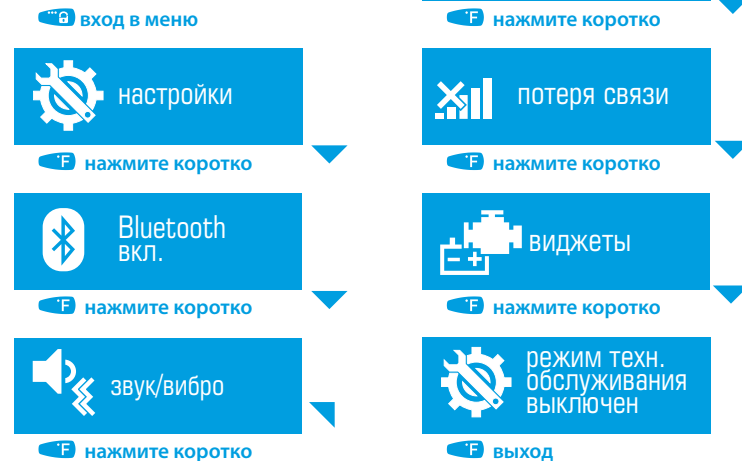 вход в меню
настройки
F нажмите коротко
Bluetooth
вкл.
F нажмите коротко
звук/вибро
F нажмите коротко
F нажмите коротко
потеря связи
F нажмите коротко
виджеты
F нажмите коротко
режим техн.
обслуживания
выключен
F выход